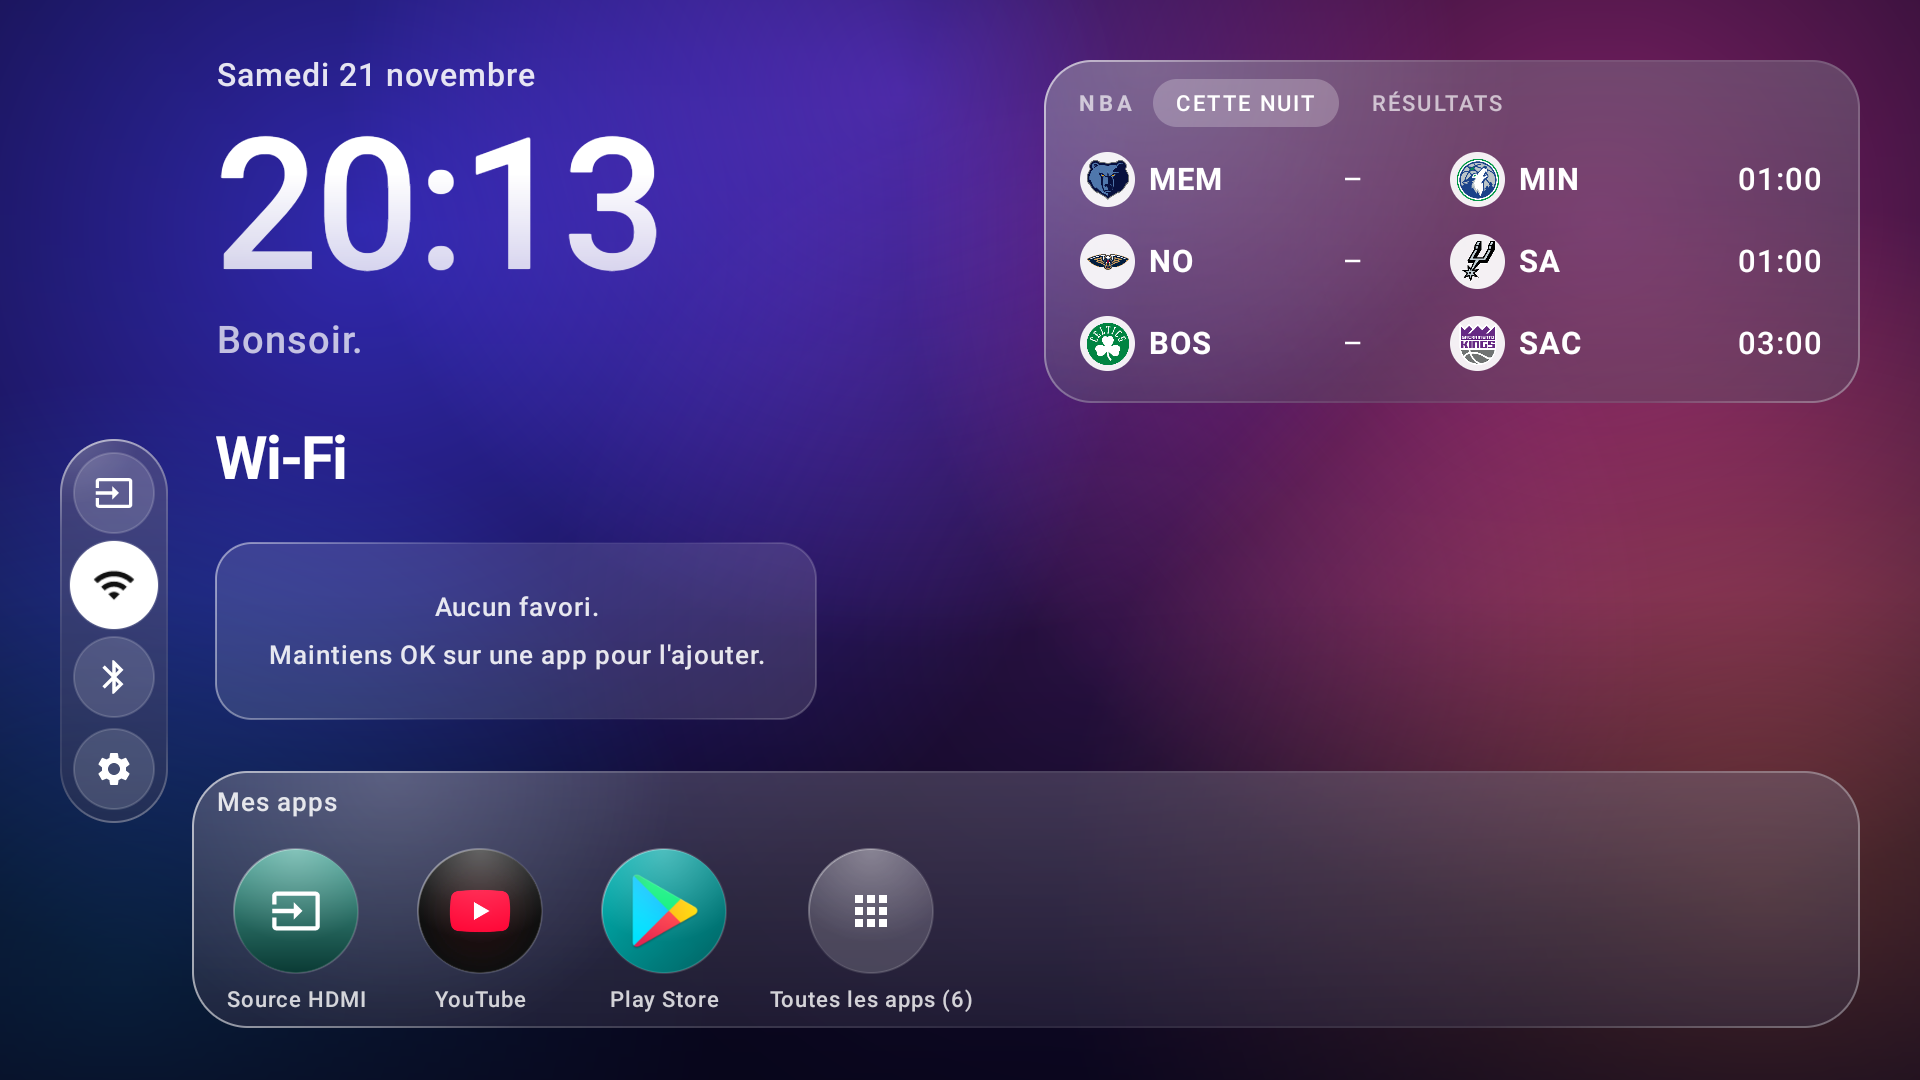 Samedi 21 novembre
20:13
Bonsoir.
NBA CETTE NUIT RÉSULTATS
MEM – MIN 01:00
NO – SA 01:00
BOS – SAC 03:00
Wi-Fi
Aucun favori.
Maintiens OK sur une app pour l'ajouter.
Mes apps
Source HDMI
YouTube
Play Store
Toutes les apps (6)